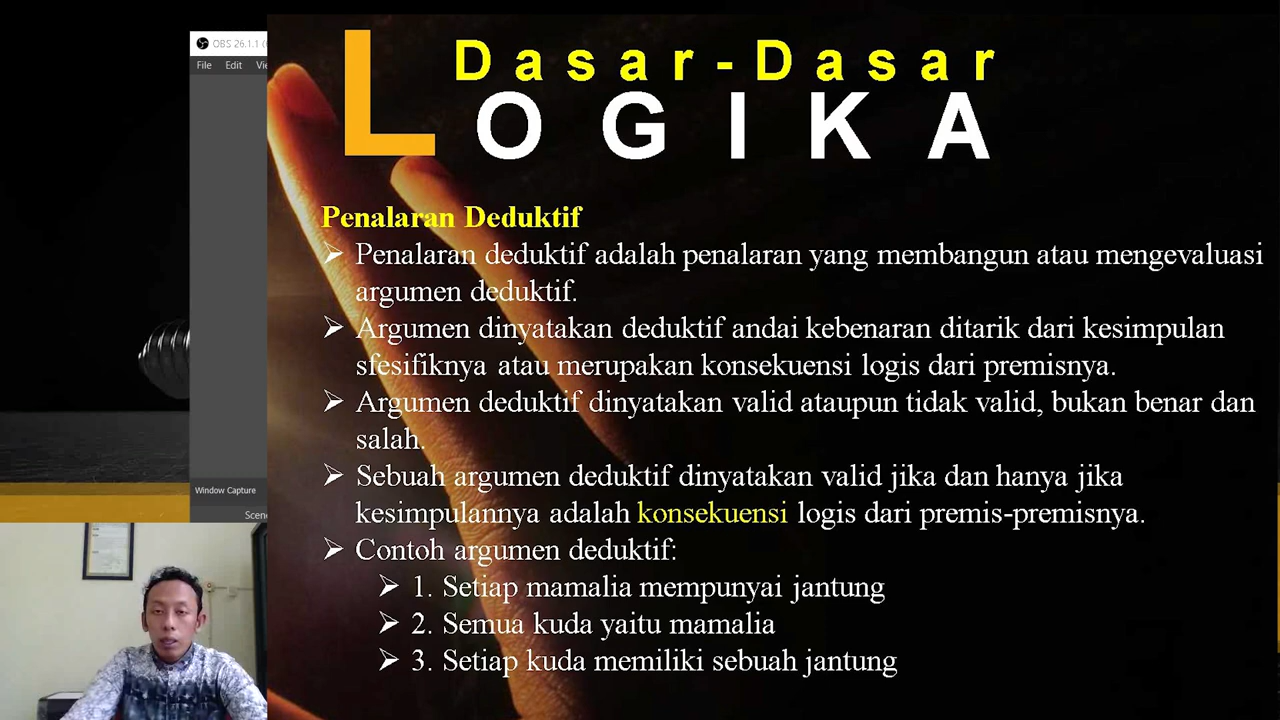 OBS 26.1.1
File Edit
Dasar-Dasar
LOGIKA
Penalaran Deduktif
Penalaran deduktif adalah penalaran yang membangun atau mengevaluasi
argumen deduktif.
Argumen dinyatakan deduktif andai kebenaran ditarik dari kesimpulan
sfesifiknya atau merupakan konsekuensi logis dari premisnya.
Argumen deduktif dinyatakan valid ataupun tidak valid, bukan benar dan
salah.
Sebuah argumen deduktif dinyatakan valid jika dan hanya jika
kesimpulannya adalah konsekuensi logis dari premis-premisnya.
Contoh argumen deduktif:
1. Setiap mamalia mempunyai jantung
2. Semua kuda yaitu mamalia
3. Setiap kuda memiliki sebuah jantung
Window Capture
Scene